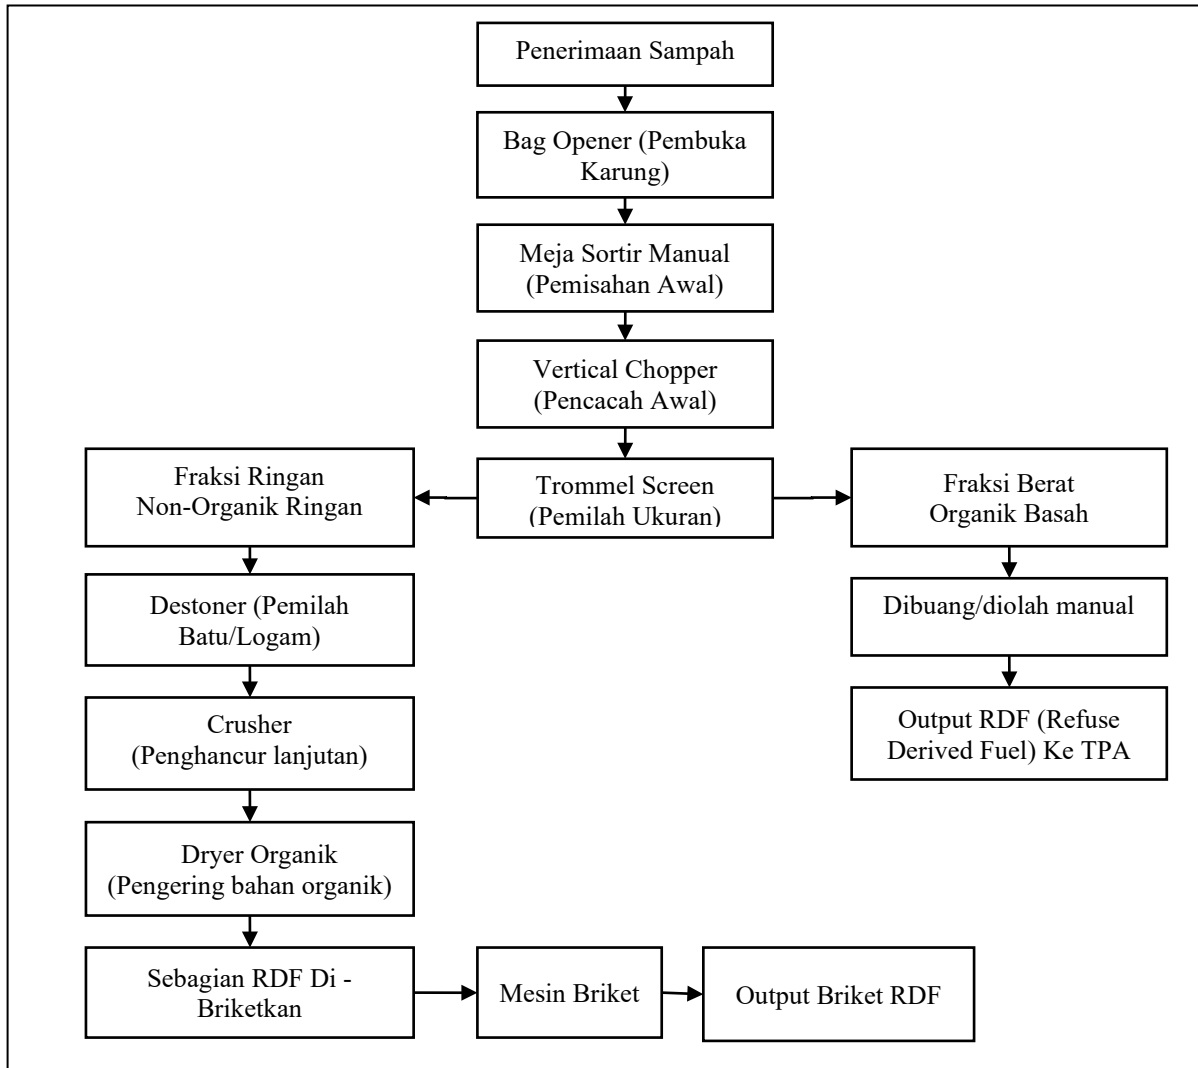 Penerimaan Sampah
Bag Opener (Pembuka
Karung)
Meja Sortir Manual
(Pemisahan Awal)
Vertical Chopper
(Pencacah Awal)
Trommel Screen
(Pemilah Ukuran)
Fraksi Ringan
Non-Organik Ringan
Destoner (Pemilah
Batu/Logam)
Crusher
(Penghancur lanjutan)
Dryer Organik
(Pengering bahan organik)
Sebagian RDF Di -
Briketkan
Mesin Briket
Output Briket RDF
Fraksi Berat
Organik Basah
Dibuang/diolah manual
Output RDF (Refuse
Derived Fuel) Ke TPA